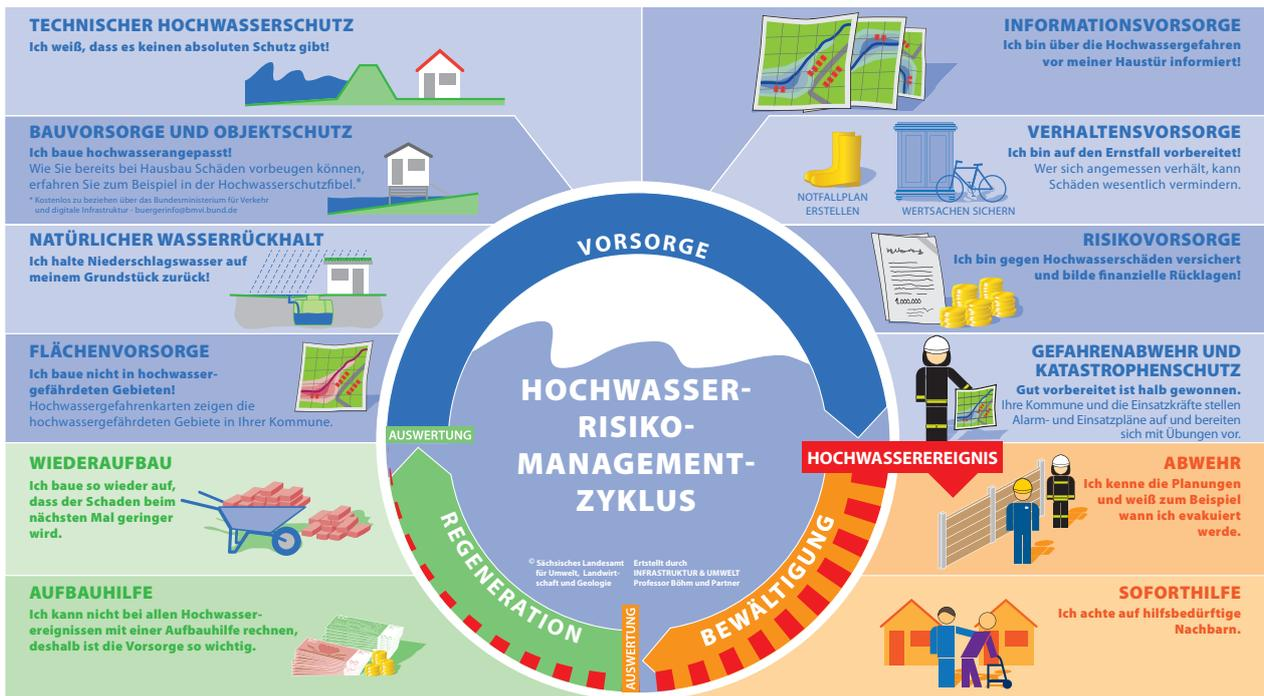 TECHNISCHER HOCHWASSERSCHUTZ
Ich weiß, dass es keinen absoluten Schutz gibt!
BAUVORSORGE UND OBJEKTSCHUTZ
Ich baue hochwasserangepasst!
Wie Sie bereits bei Hausbau Schäden vorbeugen können,
erfahren Sie zum Beispiel in der Hochwasserschutzfibel.*
* Kostenlos zu beziehen über das Bundesministerium für Verkehr
und digitale Infrastruktur - buergerinfo@bmvi.bund.de
NATÜRLICHER WASSERRÜCKHALT
Ich halte Niederschlagswasser auf
meinem Grundstück zurück!
FLÄCHENVORSORGE
Ich baue nicht in hochwasser-
gefährdeten Gebieten!
Hochwassergefahrenkarten zeigen die
hochwassergefährdeten Gebiete in Ihrer Kommune.
WIEDERAUFBAU
Ich baue so wieder auf,
dass der Schaden beim
nächsten Mal geringer
wird.
AUFBAUHILFE
Ich kann nicht bei allen Hochwasser-
ereignissen mit einer Aufbauhilfe rechnen,
deshalb ist die Vorsorge so wichtig.
VORSORGE
HOCHWASSER-
RISIKO-
MANAGEMENT-
ZYKLUS
© Sächsisches Landesamt
für Umwelt, Landwirt-
schaft und Geologie
Ertstellt durch
INFRASTRUKTUR & UMWELT
Professor Böhm und Partner
AUSWERTUNG
REGENERATION
AUSWERTUNG
BEWÄLTIGUNG
HOCHWASSEREREIGNIS
INFORMATIONSVORSORGE
Ich bin über die Hochwassergefahren
vor meiner Haustür informiert!
VERHALTENSVORSORGE
Ich bin auf den Ernstfall vorbereitet!
Wer sich angemessen verhält, kann
Schäden wesentlich vermindern.
NOTFALLPLAN
ERSTELLEN
WERTSACHEN SICHERN
RISIKOVORSORGE
Ich bin gegen Hochwasserschäden versichert
und bilde finanzielle Rücklagen!
1.000.000
GEFAHRENABWEHR UND
KATASTROPHENSCHUTZ
Gut vorbereitet ist halb gewonnen.
Ihre Kommune und die Einsatzkräfte stellen
Alarm- und Einsatzpläne auf und bereiten
sich mit Übungen vor.
ABWEHR
Ich kenne die Planungen
und weiß zum Beispiel
wann ich evakuiert
werde.
SOFORTHILFE
Ich achte auf hilfsbedürftige
Nachbarn.